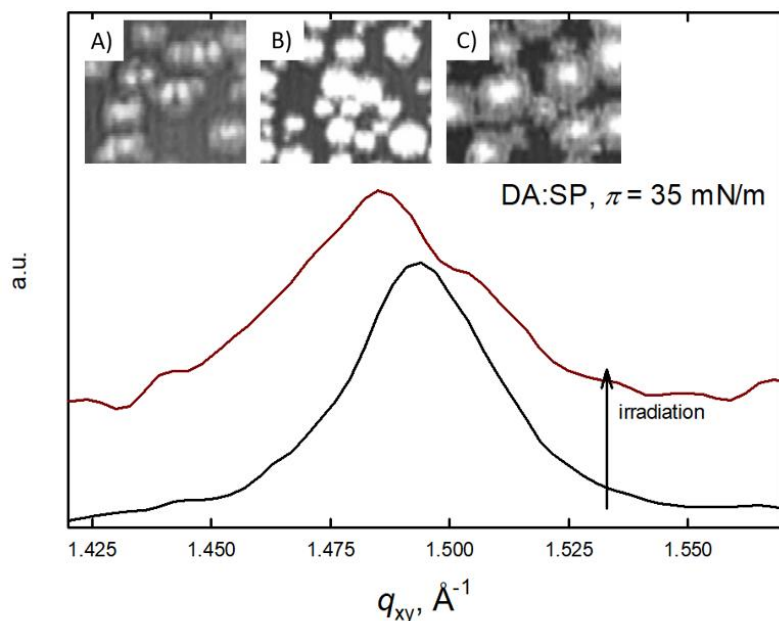 A)
B)
C)
DA:SP, π = 35 mN/m
a.u.
irradiation
1.425 1.450 1.475 1.500 1.525 1.550
qxy, Å-1